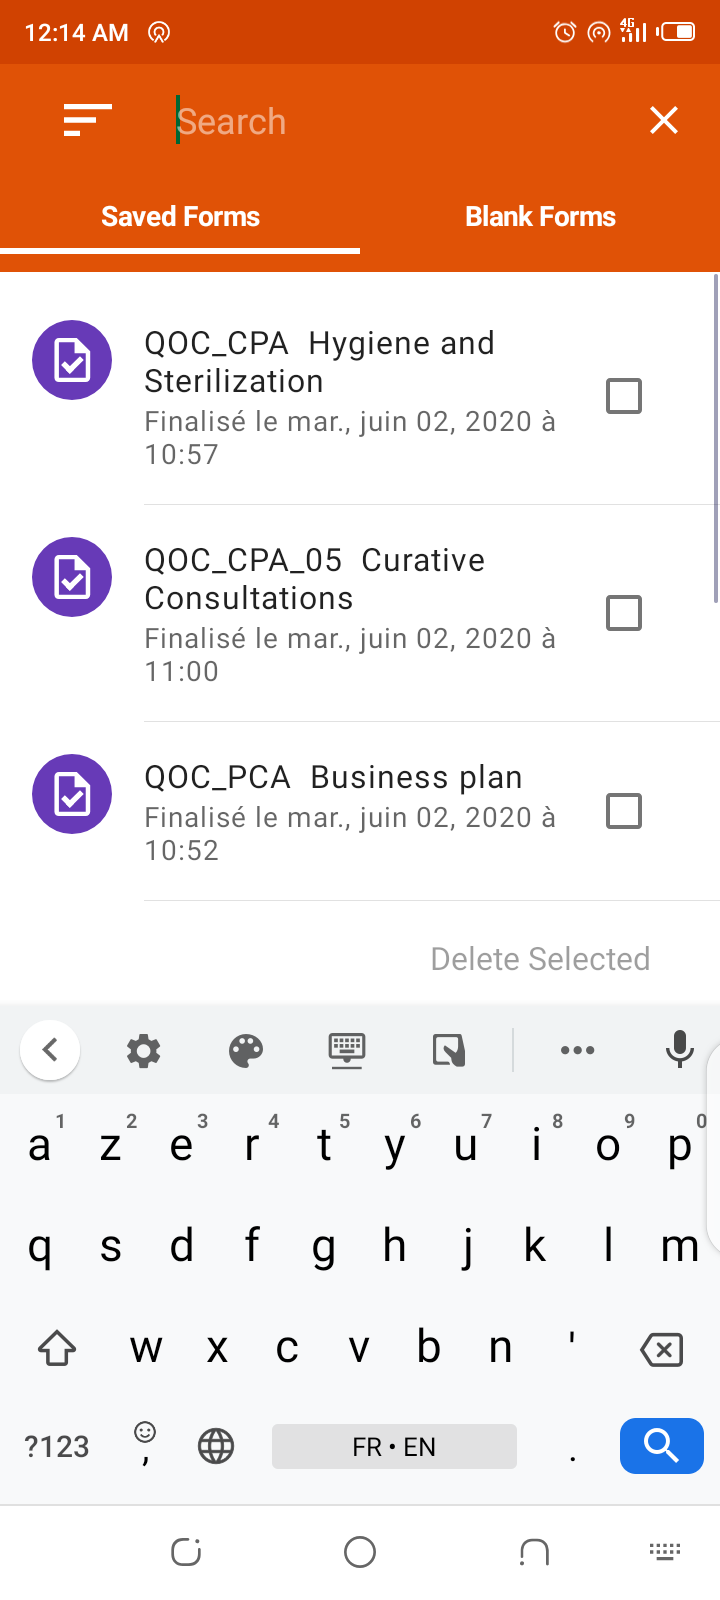 12:14 AM 4G
Search
Saved Forms Blank Forms
QOC_CPA Hygiene and
Sterilization
Finalisé le mar., juin 02, 2020 à
10:57
QOC_CPA_05 Curative
Consultations
Finalisé le mar., juin 02, 2020 à
11:00
QOC_PCA Business plan
Finalisé le mar., juin 02, 2020 à
10:52
Delete Selected
1 2 3 4 5 6 7 8 9 0
a z e r t y u i o p
q s d f g h j k l m
w x c v b n '
?123 , FR • EN .